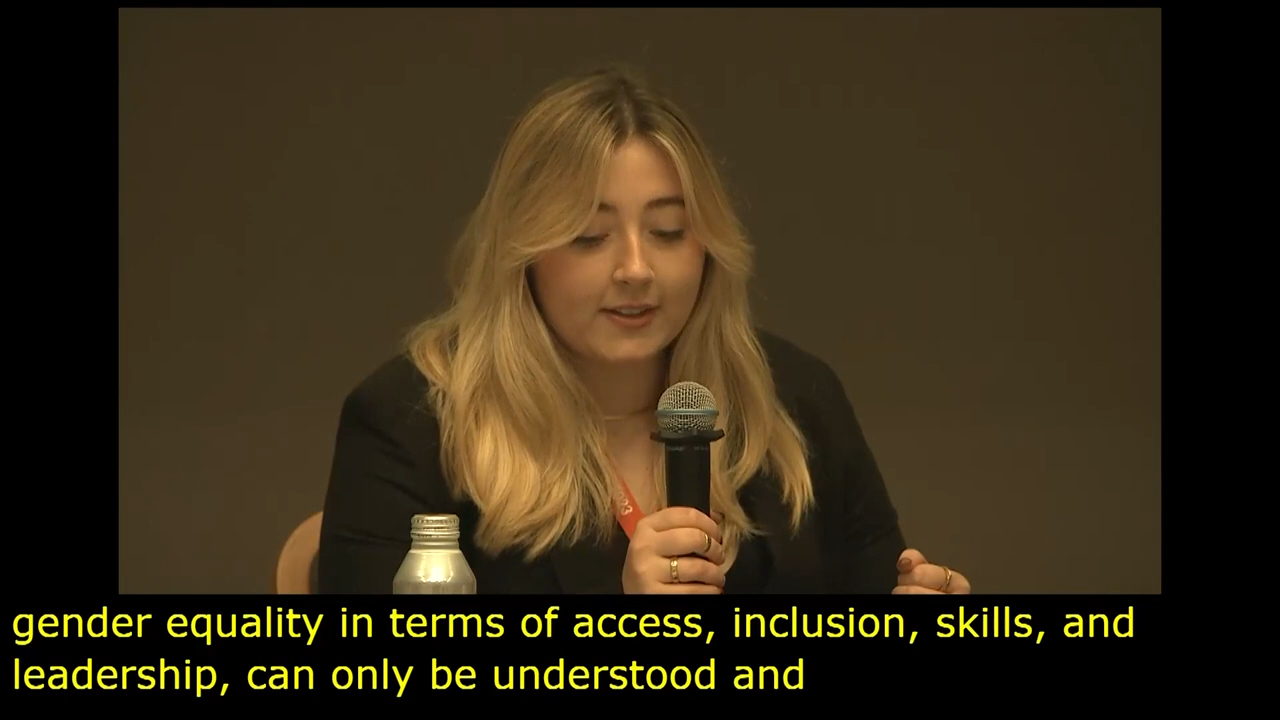 gender equality in terms of access, inclusion, skills, and
leadership, can only be understood and